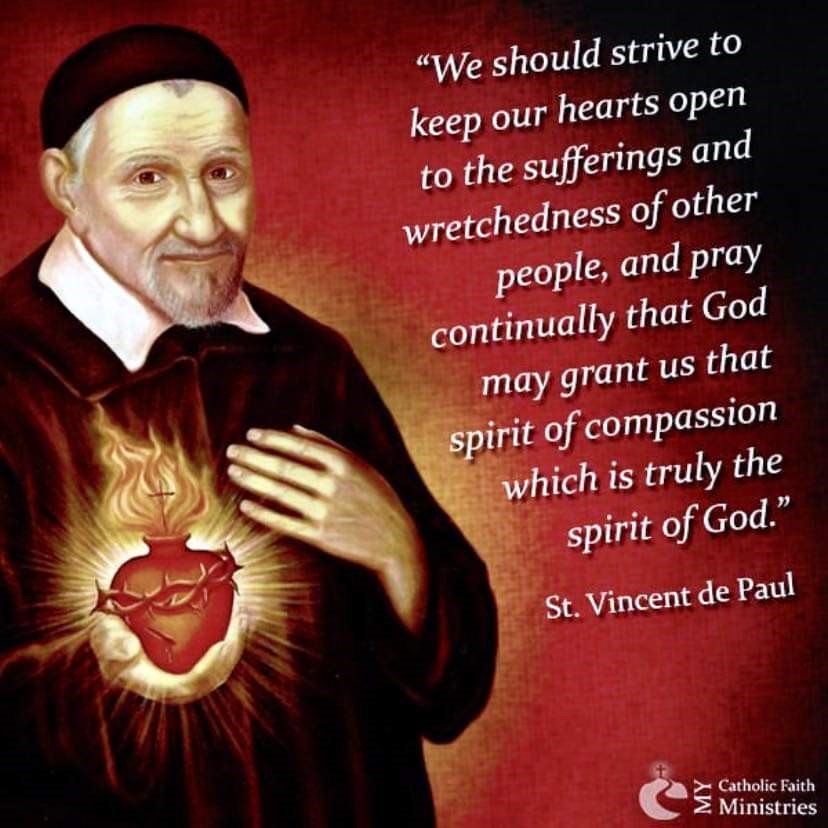 “We should strive to
keep our hearts open
to the sufferings and
wretchedness of other
people, and pray
continually that God
may grant us that
spirit of compassion
which is truly the
spirit of God.”
St. Vincent de Paul
MY
Catholic Faith
Ministries